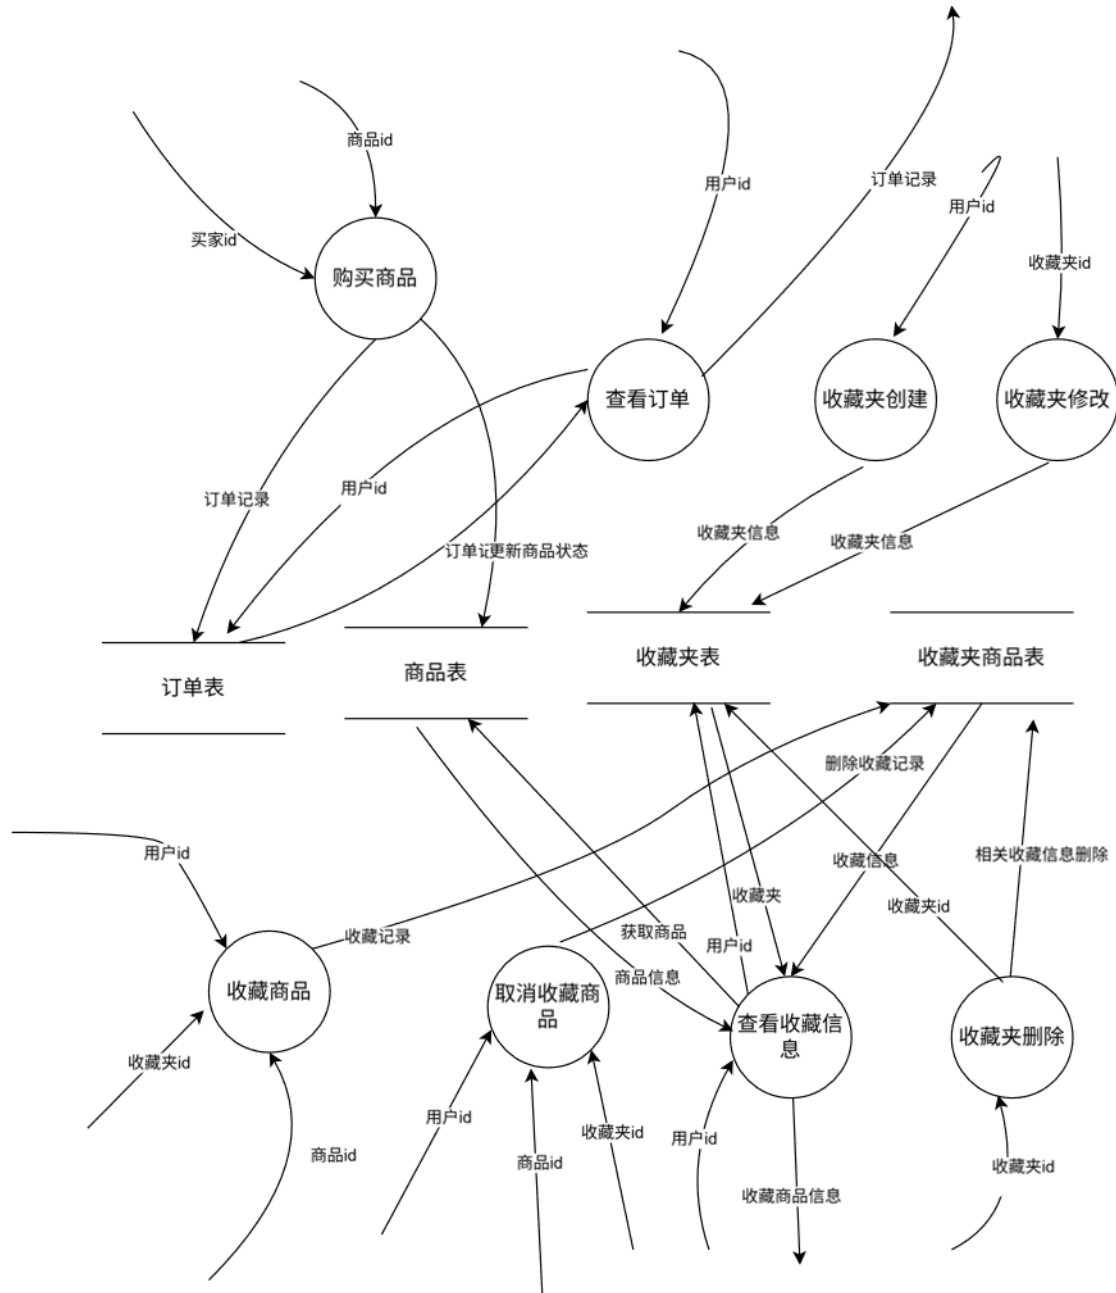 商品id
用户id
订单记录
用户id
买家id
收藏夹id
购买商品
查看订单
收藏夹创建
收藏夹修改
用户id
订单记录
收藏夹信息
收藏夹信息
订单记
更新商品状态
收藏夹表
收藏夹商品表
商品表
订单表
删除收藏记录
用户id
相关收藏信息删除
收藏信息
收藏夹
收藏夹id
收藏记录
获取商品
用户id
商品信息
收藏商品
取消收藏商
品
查看收藏信
息
收藏夹删除
收藏夹id
用户id
收藏夹id
用户id
商品id
商品id
收藏夹id
收藏商品信息